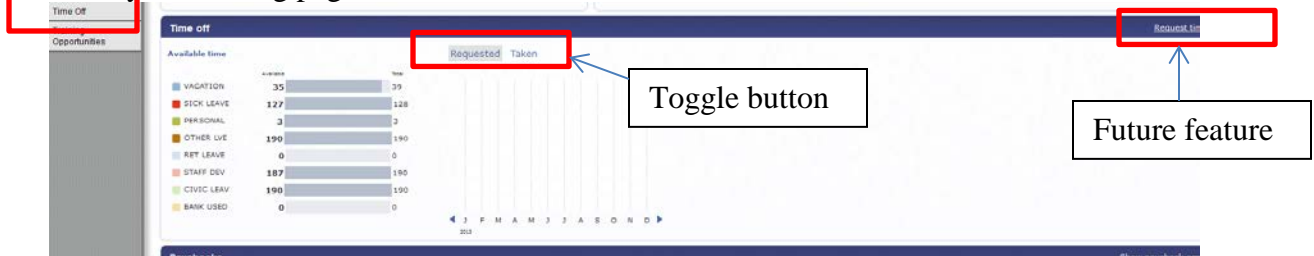 Time Off
Opportunities
Time off
Request tim
Available time
Requested Taken
Toggle button
Future feature
Available Total
VACATION 35 39
SICK LEAVE 127 128
PERSONAL 3 3
OTHER LVE 190 190
RET LEAVE 0 0
STAFF DEV 187 190
CIVIC LEAV 190 190
BANK USED 0 0
J F M A M J J A S O N D
2013